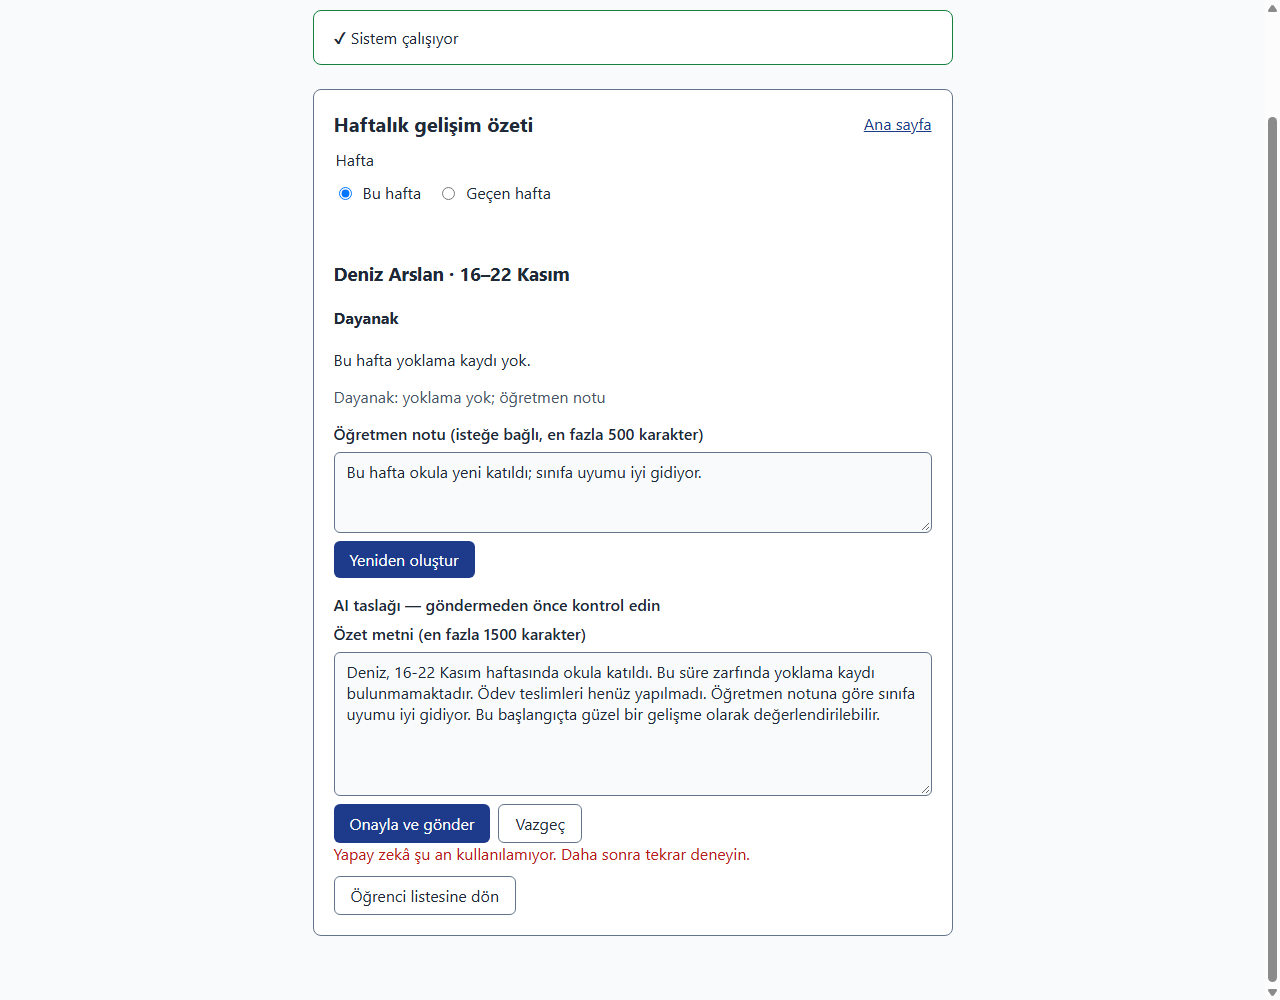 ✓ Sistem çalışıyor
Haftalık gelişim özeti
Ana sayfa
Hafta
Bu hafta
Geçen hafta
Deniz Arslan · 16–22 Kasım
Dayanak
Bu hafta yoklama kaydı yok.
Dayanak: yoklama yok; öğretmen notu
Öğretmen notu (isteğe bağlı, en fazla 500 karakter)
Bu hafta okula yeni katıldı; sınıfa uyumu iyi gidiyor.
Yeniden oluştur
AI taslağı — göndermeden önce kontrol edin
Özet metni (en fazla 1500 karakter)
Deniz, 16-22 Kasım haftasında okula katıldı. Bu süre zarfında yoklama kaydı
bulunmamaktadır. Ödev teslimleri henüz yapılmadı. Öğretmen notuna göre sınıfa
uyumu iyi gidiyor. Bu başlangıçta güzel bir gelişme olarak değerlendirilebilir.
Onayla ve gönder
Vazgeç
Yapay zekâ şu an kullanılamıyor. Daha sonra tekrar deneyin.
Öğrenci listesine dön